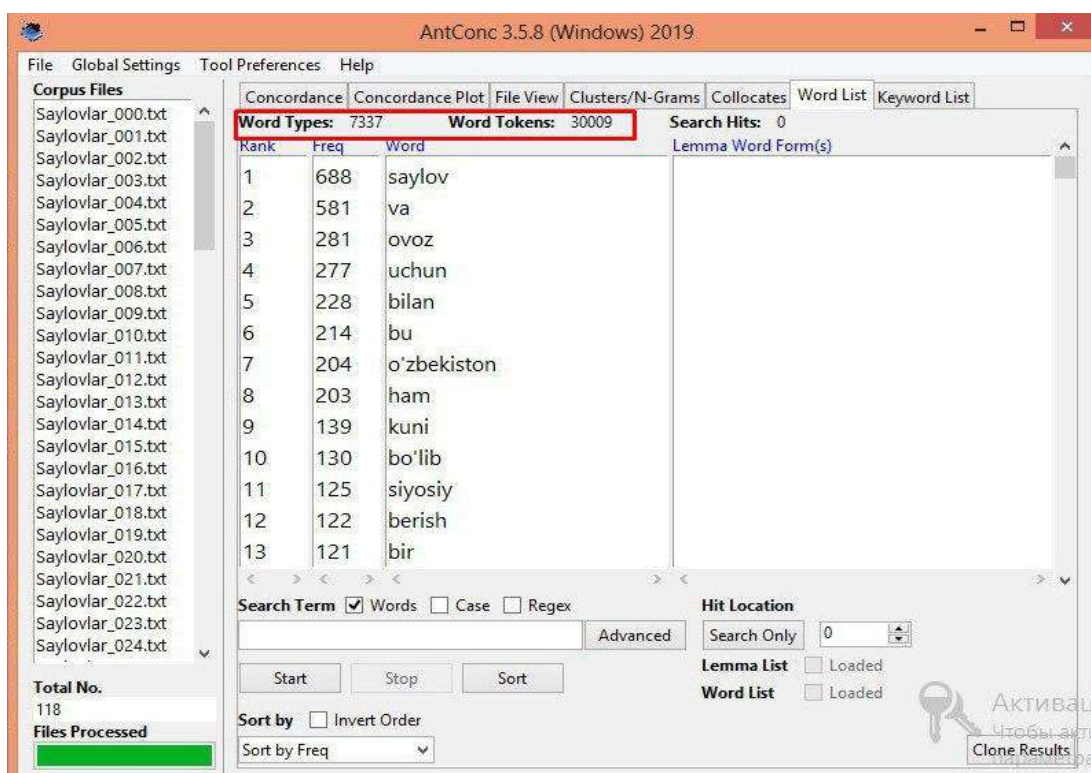 AntConc 3.5.8 (Windows) 2019
File Global Settings Tool Preferences Help
Corpus Files
Saylovlar_000.txt
Saylovlar_001.txt
Saylovlar_002.txt
Saylovlar_003.txt
Saylovlar_004.txt
Saylovlar_005.txt
Saylovlar_006.txt
Saylovlar_007.txt
Saylovlar_008.txt
Saylovlar_009.txt
Saylovlar_010.txt
Saylovlar_011.txt
Saylovlar_012.txt
Saylovlar_013.txt
Saylovlar_014.txt
Saylovlar_015.txt
Saylovlar_016.txt
Saylovlar_017.txt
Saylovlar_018.txt
Saylovlar_019.txt
Saylovlar_020.txt
Saylovlar_021.txt
Saylovlar_022.txt
Saylovlar_023.txt
Saylovlar_024.txt
Total No.
118
Files Processed
Concordance Concordance Plot File View Clusters/N-Grams Collocates Word List Keyword List
Word Types: 7337 Word Tokens: 30009 Search Hits: 0
Rank Freq Word Lemma Word Form(s)
1 688 saylov
2 581 va
3 281 ovoz
4 277 uchun
5 228 bilan
6 214 bu
7 204 o'zbekiston
8 203 ham
9 139 kuni
10 130 bo'lib
11 125 siyosiy
12 122 berish
13 121 bir
Search Term Words Case Regex Hit Location
Advanced Search Only 0
Start Stop Sort Lemma List Loaded
Word List Loaded
Sort by Invert Order
Sort by Freq Clone Results